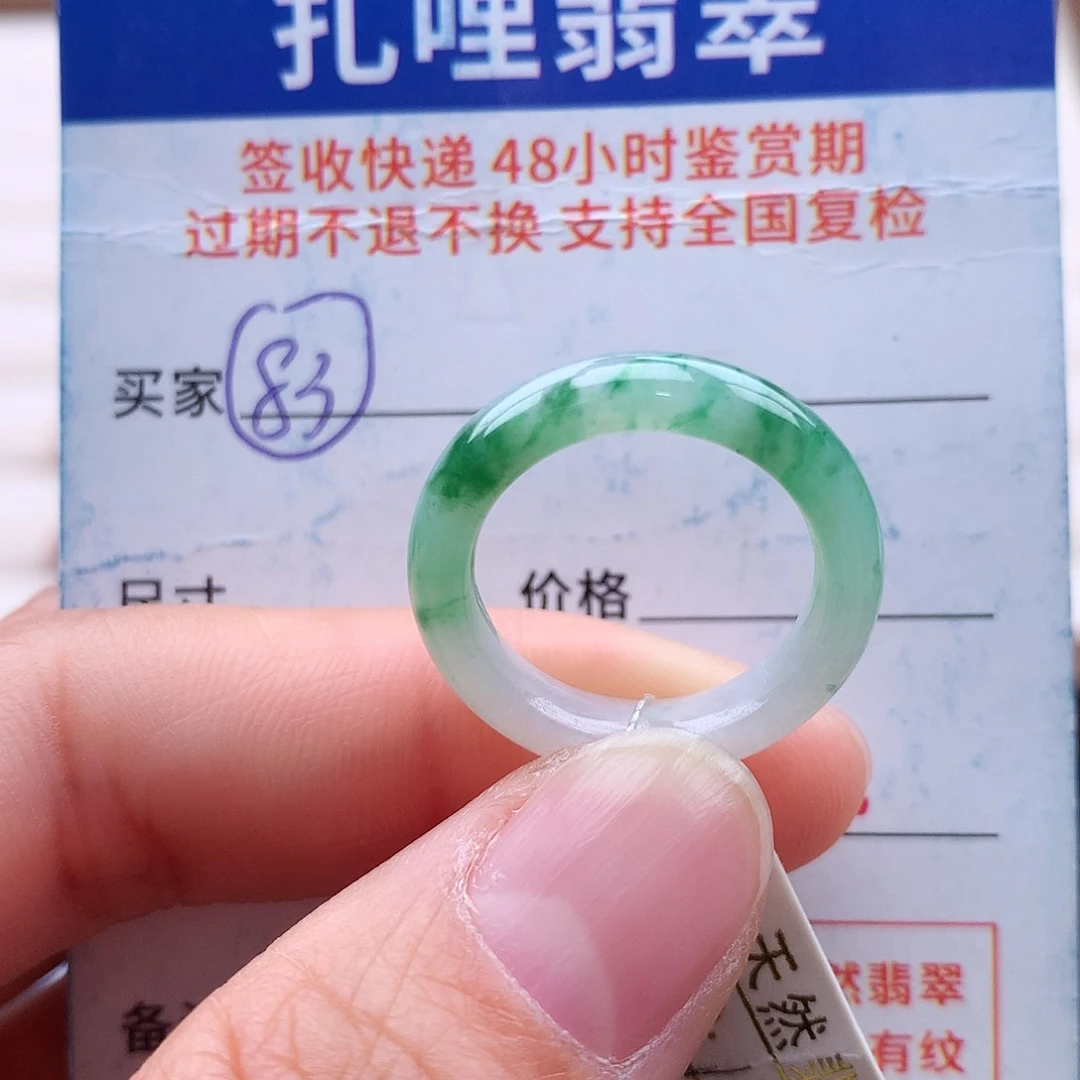 扎哩翡翠
签收快递 48小时鉴赏期
过期不退不换 支持全国复检
买家 83
尺寸
价格
然翡翠
有纹
天然